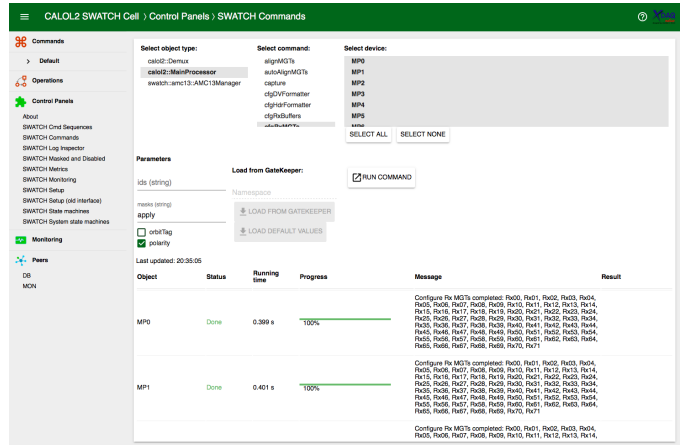 CALOL2 SWATCH Cell › Control Panels › SWATCH Commands
Commands
Default
Operations
Control Panels
About
SWATCH Cmd Sequences
SWATCH Commands
SWATCH Log Inspector
SWATCH Masked and Disabled
SWATCH Metrics
SWATCH Monitoring
SWATCH Setup
SWATCH Setup (old interface)
SWATCH State machines
SWATCH System state machines
Monitoring
Peers
DB
MON
Select object type:
calol2::Demux
calol2::MainProcessor
swatch::amc13::AMC13Manager
Select command:
alignMGTs
autoAlignMGTs
capture
cfgDVFormatter
cfgHdrFormatter
cfgRxBuffers
cfgRxMGTs
Select device:
MP0
MP1
MP2
MP3
MP4
MP5
MP6
SELECT ALL SELECT NONE
Parameters
ids (string)
masks (string)
apply
orbitTag
polarity
Load from GateKeeper:
Namespace
LOAD FROM GATEKEEPER
LOAD DEFAULT VALUES
RUN COMMAND
Last updated: 20:35:05
Object Status Running time Progress Message Result
MP0 Done 0.399 s 100%
Configure Rx MGTs completed: Rx00, Rx01, Rx02, Rx03, Rx04,
Rx05, Rx06, Rx07, Rx08, Rx09, Rx10, Rx11, Rx12, Rx13, Rx14,
Rx15, Rx16, Rx17, Rx18, Rx19, Rx20, Rx21, Rx22, Rx23, Rx24,
Rx25, Rx26, Rx27, Rx28, Rx29, Rx30, Rx31, Rx32, Rx33, Rx34,
Rx35, Rx36, Rx37, Rx38, Rx39, Rx40, Rx41, Rx42, Rx43, Rx44,
Rx45, Rx46, Rx47, Rx48, Rx49, Rx50, Rx51, Rx52, Rx53, Rx54,
Rx55, Rx56, Rx57, Rx58, Rx59, Rx60, Rx61, Rx62, Rx63, Rx64,
Rx65, Rx66, Rx67, Rx68, Rx69, Rx70, Rx71
MP1 Done 0.401 s 100%
Configure Rx MGTs completed: Rx00, Rx01, Rx02, Rx03, Rx04,
Rx05, Rx06, Rx07, Rx08, Rx09, Rx10, Rx11, Rx12, Rx13, Rx14,
Rx15, Rx16, Rx17, Rx18, Rx19, Rx20, Rx21, Rx22, Rx23, Rx24,
Rx25, Rx26, Rx27, Rx28, Rx29, Rx30, Rx31, Rx32, Rx33, Rx34,
Rx35, Rx36, Rx37, Rx38, Rx39, Rx40, Rx41, Rx42, Rx43, Rx44,
Rx45, Rx46, Rx47, Rx48, Rx49, Rx50, Rx51, Rx52, Rx53, Rx54,
Rx55, Rx56, Rx57, Rx58, Rx59, Rx60, Rx61, Rx62, Rx63, Rx64,
Rx65, Rx66, Rx67, Rx68, Rx69, Rx70, Rx71
Configure Rx MGTs completed: Rx00, Rx01, Rx02, Rx03, Rx04,
Rx05, Rx06, Rx07, Rx08, Rx09, Rx10, Rx11, Rx12, Rx13, Rx14,